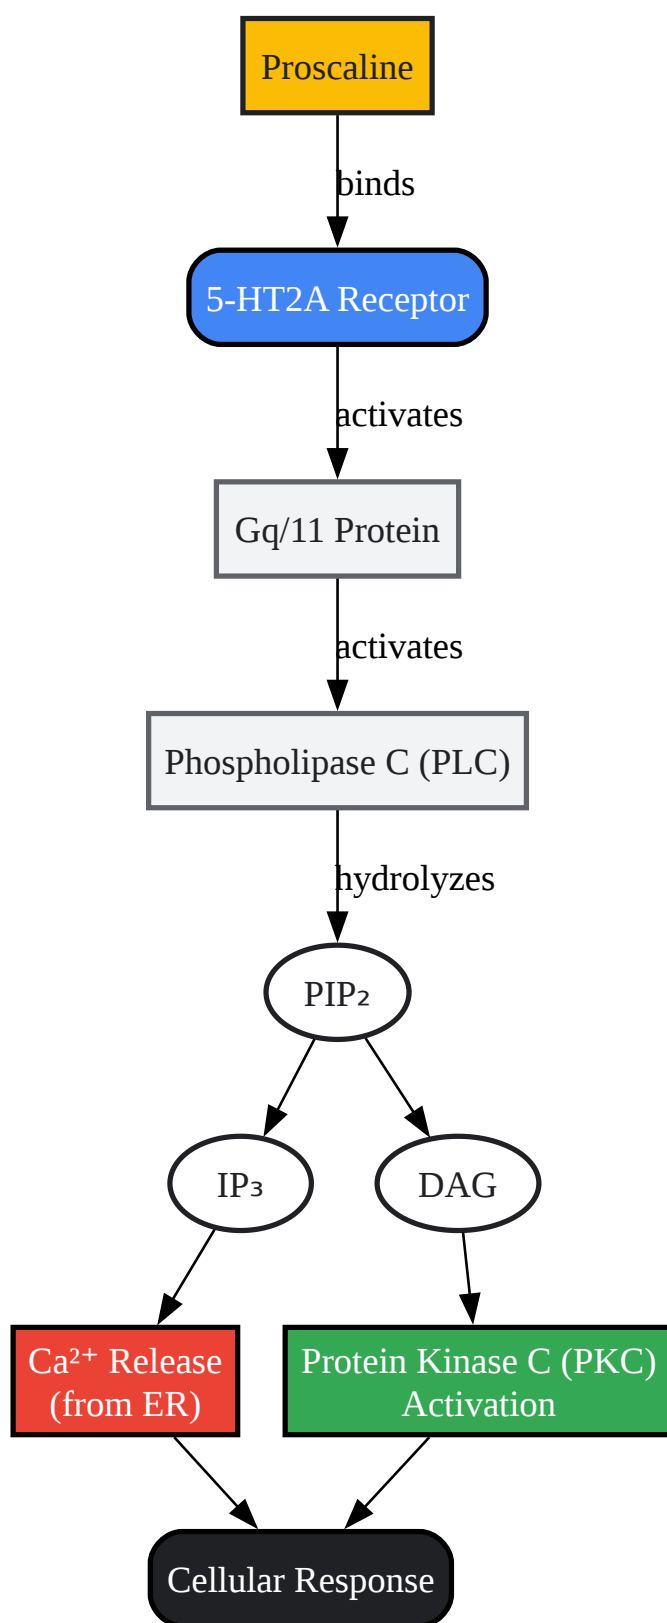 Proscaline
binds
5-HT2A Receptor
activates
Gq/11 Protein
activates
Phospholipase C (PLC)
hydrolyzes
PIP₂
IP₃
DAG
Ca²⁺ Release
(from ER)
Protein Kinase C (PKC)
Activation
Cellular Response